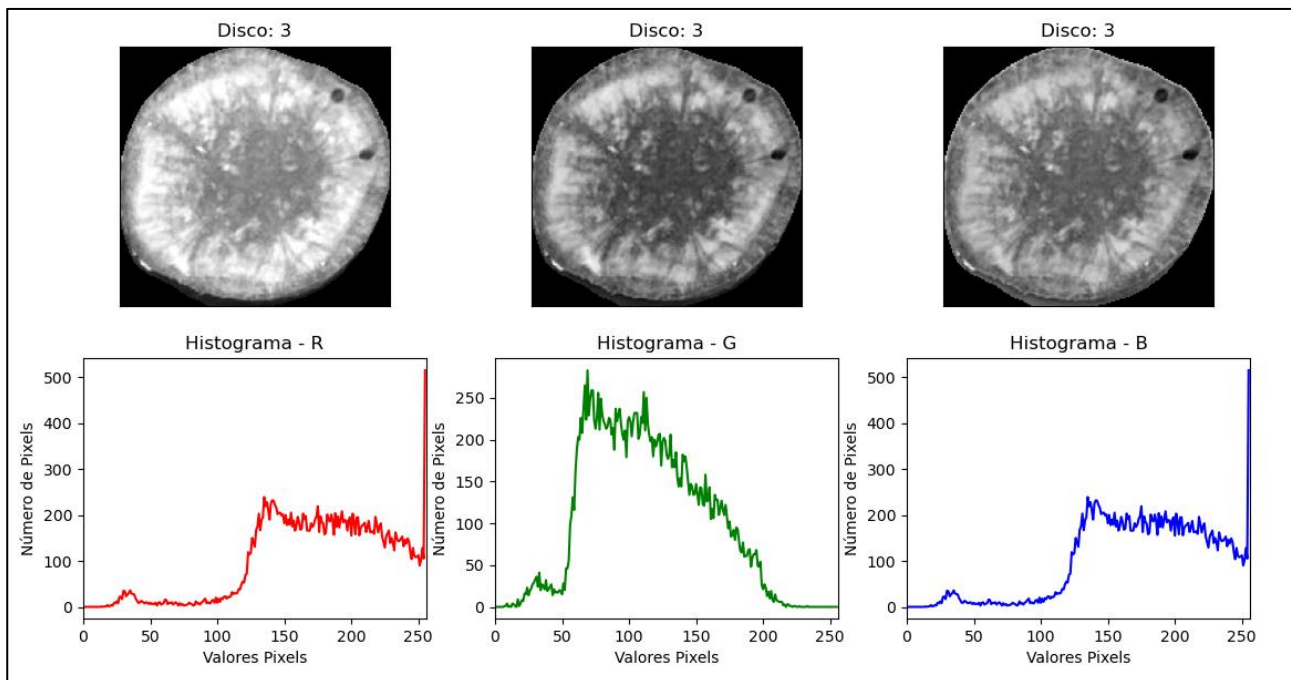 Disco: 3
Disco: 3
Disco: 3
Histograma - R
Histograma - G
Histograma - B
Número de Pixels
500
400
300
200
100
0
0 50 100 150 200 250
Valores Pixels
Número de Pixels
250
200
150
100
50
0
0 50 100 150 200 250
Valores Pixels
Número de Pixels
500
400
300
200
100
0
0 50 100 150 200 250
Valores Pixels